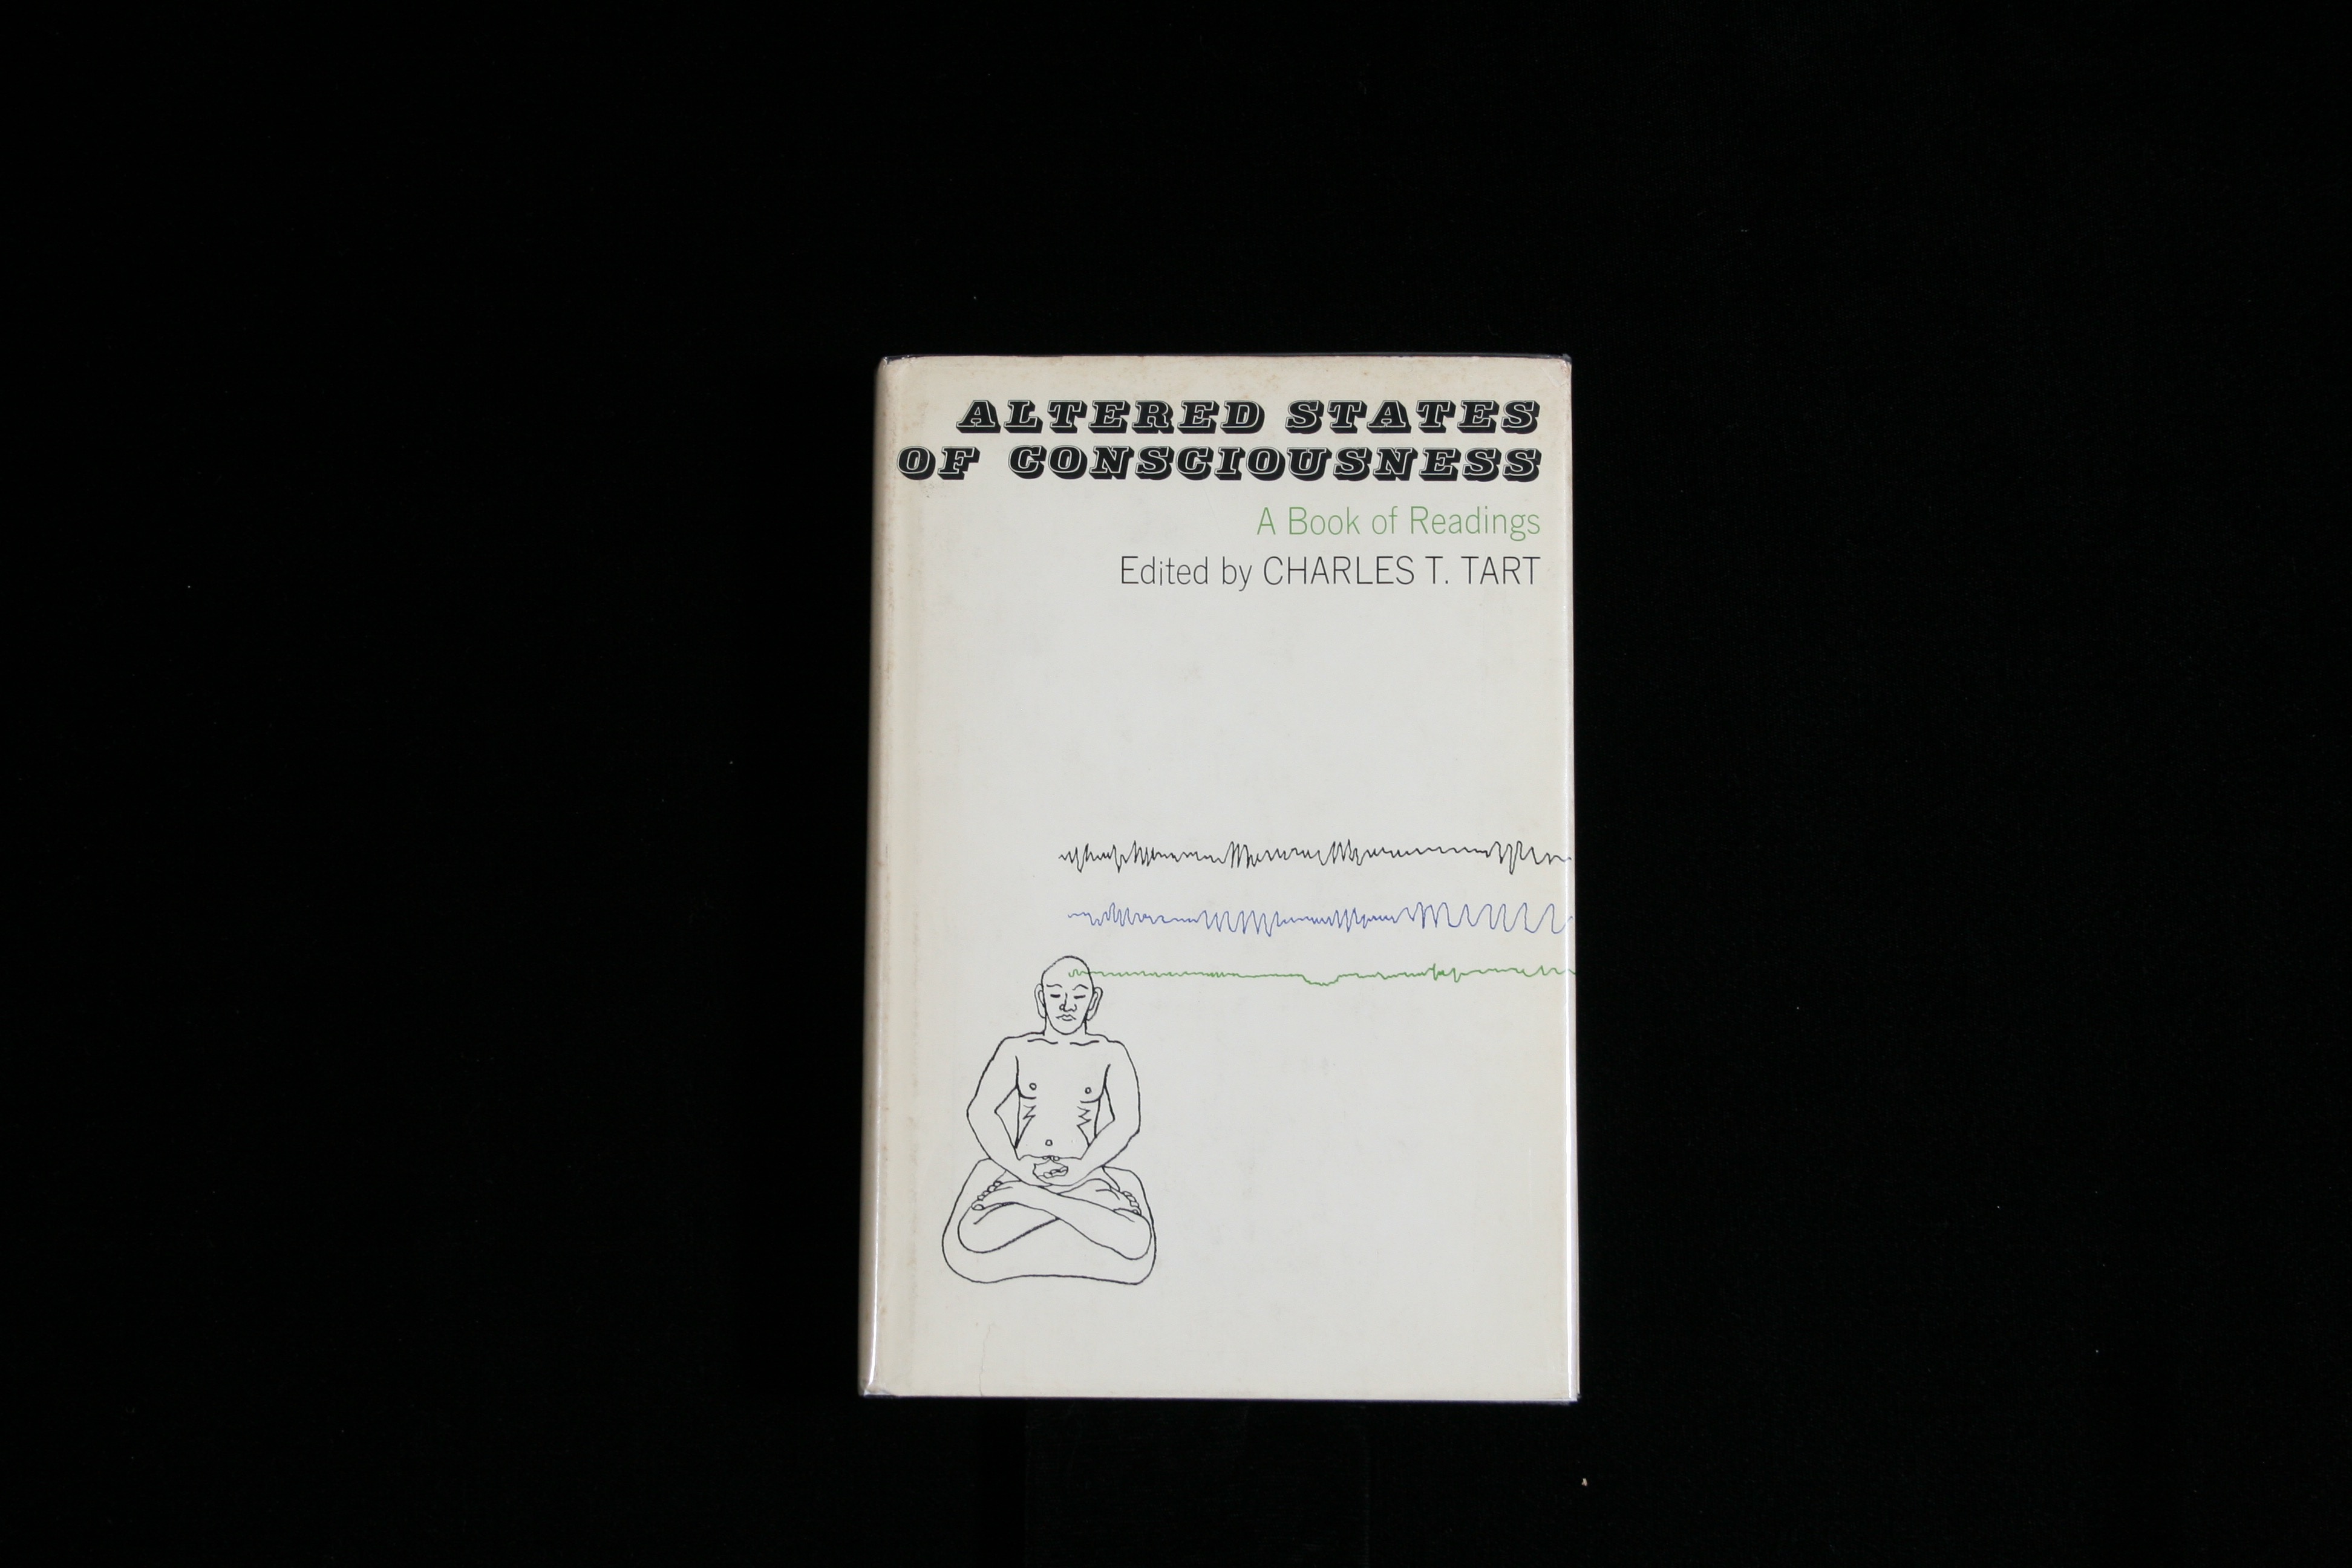 ALTERED STATES
OF CONSCIOUSNESS
A Book of Readings
Edited by CHARLES T. TART